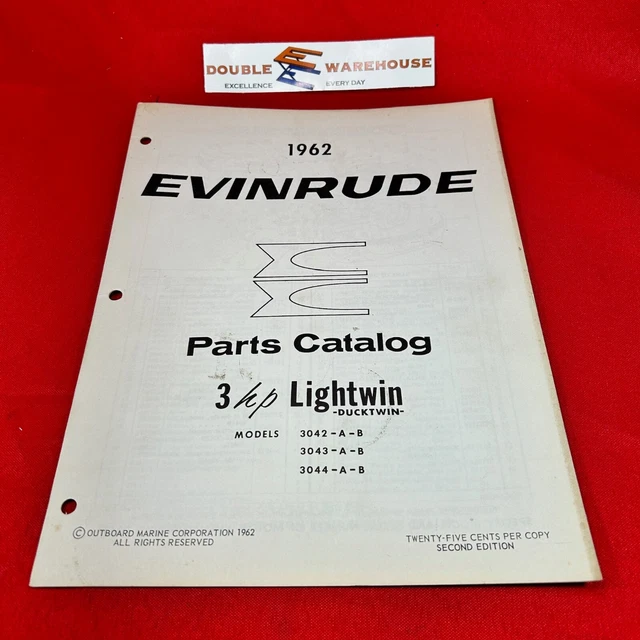 DOUBLE WAREHOUSE
EXCELLENCE EVERY DAY
1962
EVINRUDE
Parts Catalog
3 hp Lightwin
-DUCKTWIN-
MODELS 3042-A-B
3043-A-B
3044-A-B
© OUTBOARD MARINE CORPORATION 1962
ALL RIGHTS RESERVED
TWENTY-FIVE CENTS PER COPY
SECOND EDITION